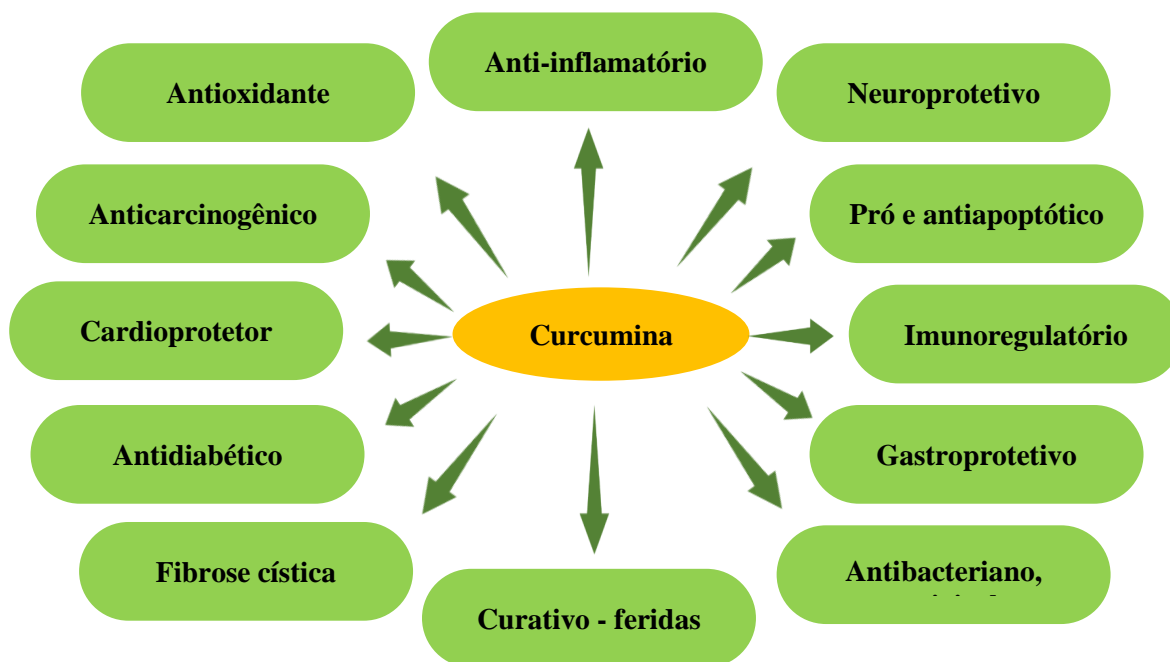 Anti-inflamatório
Antioxidante
Neuroprotetivo
Anticarcinogênico
Pró e antiapoptótico
Cardioprotetor
Curcumina
Imunoregulatório
Antidiabético
Gastroprotetivo
Fibrose cística
Antibacteriano,
Curativo - feridas